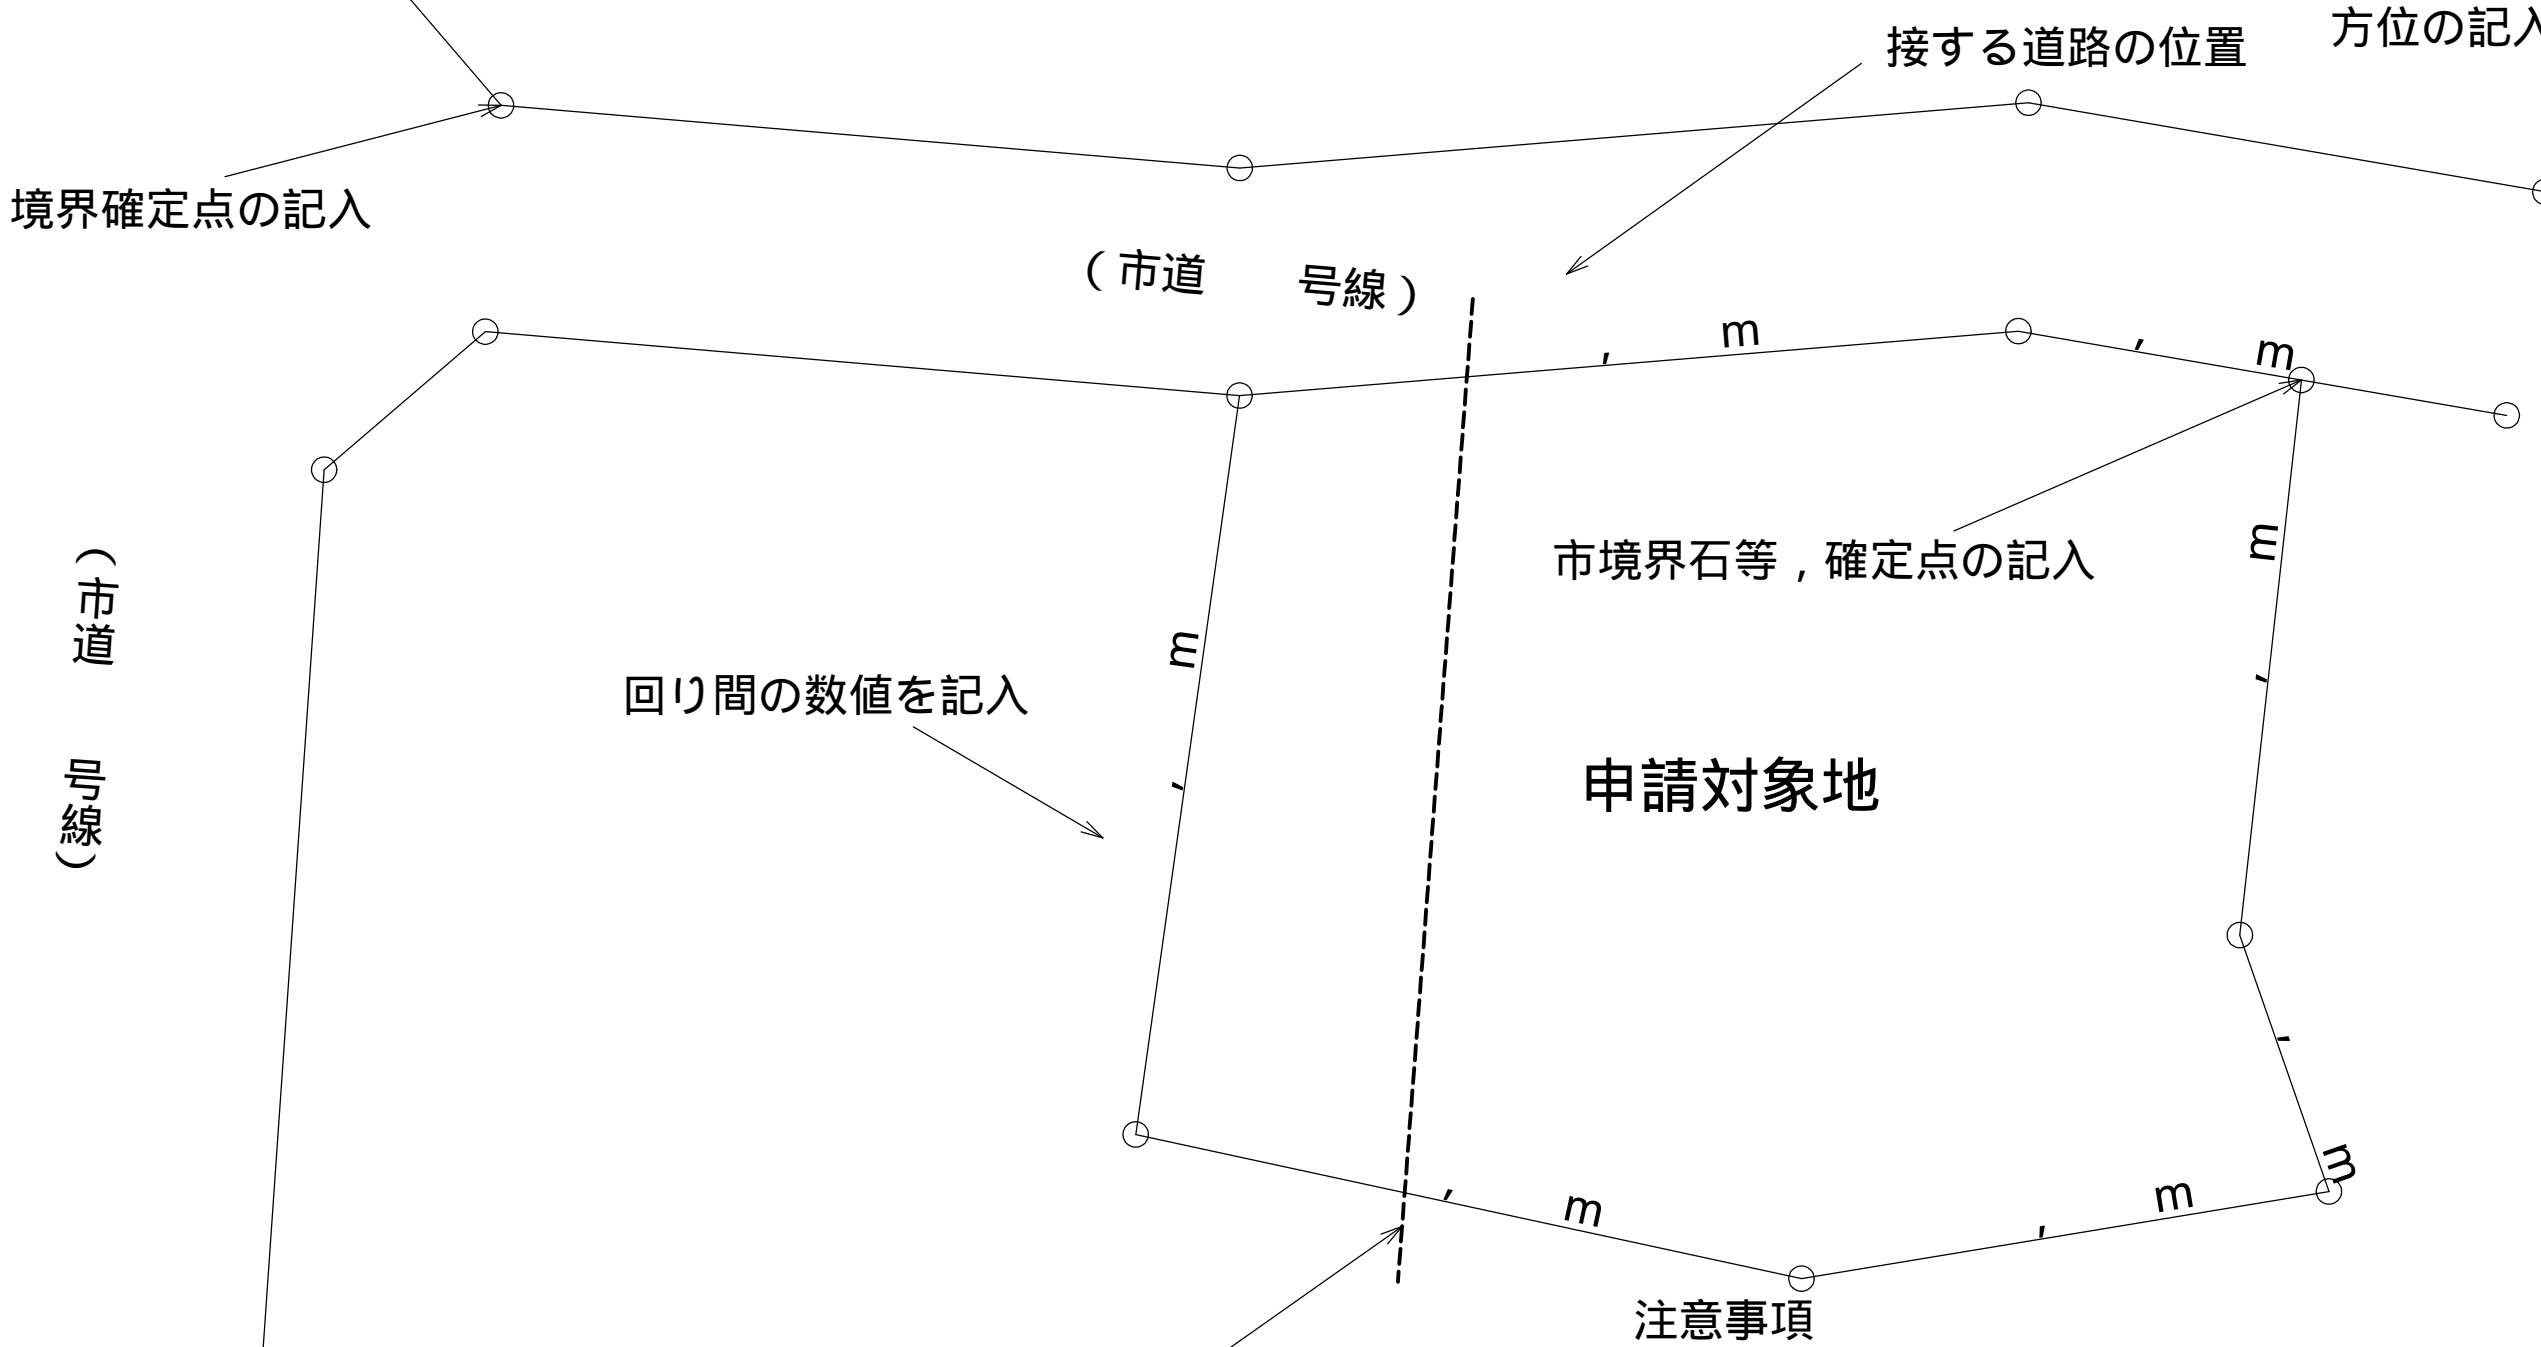 接する道路の位置
方位の記入
境界確定点の記入
(市道　　号線)
, m
, m
市境界石等,確定点の記入
m
,
(市道　　号線)
m
,
回り間の数値を記入
申請対象地
,
m
, m
, m
注意事項